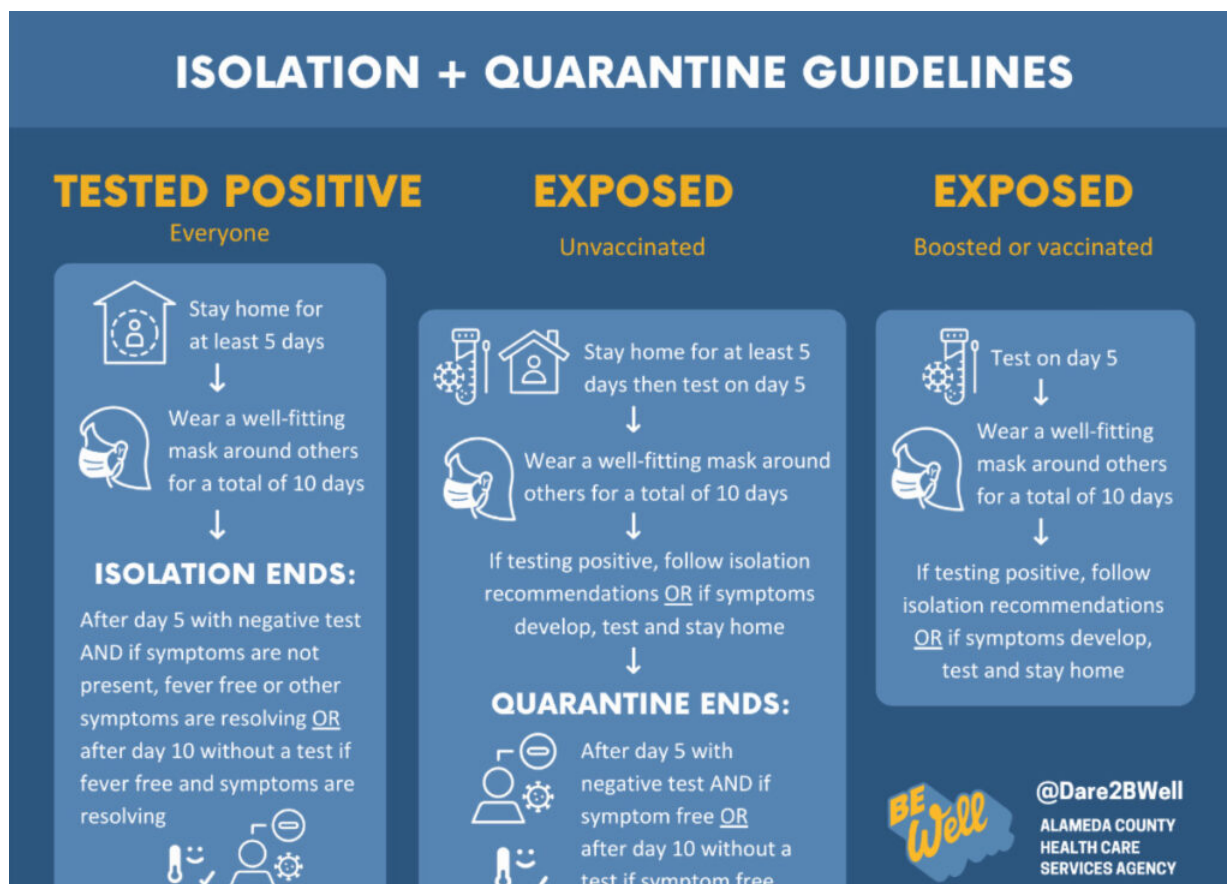 ISOLATION + QUARANTINE GUIDELINES
TESTED POSITIVE
Everyone
Stay home for
at least 5 days
Wear a well-fitting
mask around others
for a total of 10 days
ISOLATION ENDS:
After day 5 with negative test
AND if symptoms are not
present, fever free or other
symptoms are resolving OR
after day 10 without a test if
fever free and symptoms are
resolving
EXPOSED
Unvaccinated
Stay home for at least 5
days then test on day 5
Wear a well-fitting mask around
others for a total of 10 days
If testing positive, follow isolation
recommendations OR if symptoms
develop, test and stay home
QUARANTINE ENDS:
After day 5 with
negative test AND if
symptom free OR
after day 10 without a
test if symptom free
EXPOSED
Boosted or vaccinated
Test on day 5
Wear a well-fitting
mask around others
for a total of 10 days
If testing positive, follow
isolation recommendations
OR if symptoms develop,
test and stay home
BE
Well
@Dare2BWell
ALAMEDA COUNTY
HEALTH CARE
SERVICES AGENCY